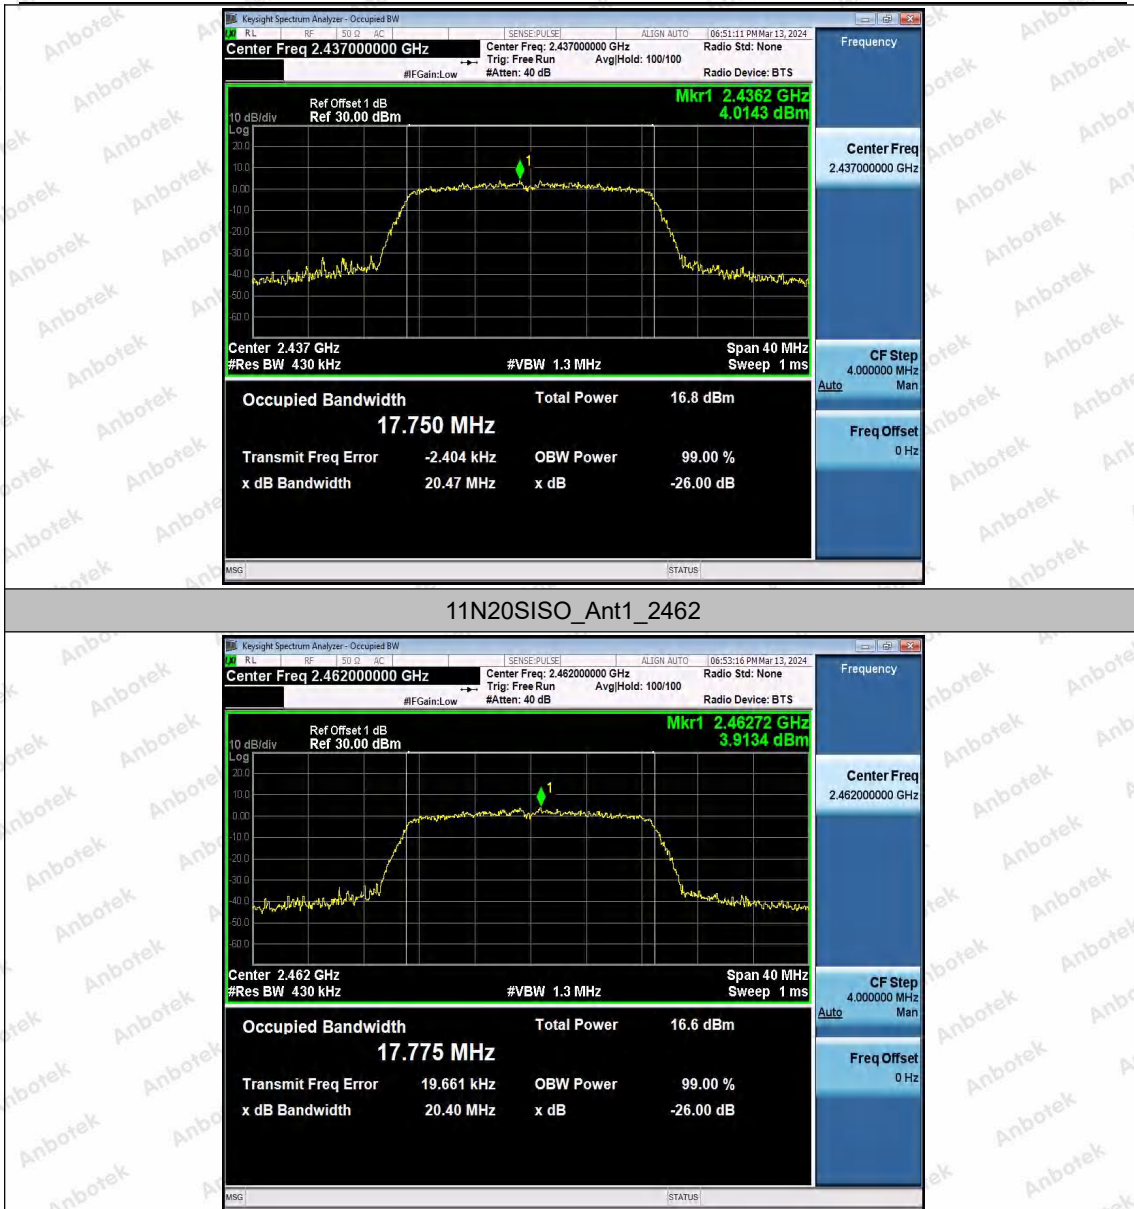 Keysight Spectrum Analyzer - Occupied BW
LXI RL RF 50 Ω AC SENSE:PULSE ALIGN AUTO 06:51:11 PM Mar 13, 2024
Center Freq 2.437000000 GHz
Center Freq: 2.437000000 GHz
Radio Std: None
Trig: Free Run Avg|Hold: 100/100
#IFGain:Low #Atten: 40 dB Radio Device: BTS
Mkr1 2.4362 GHz
4.0143 dBm
Ref Offset 1 dB
10 dB/div Ref 30.00 dBm
Log
20.0
10.0
0.00
-10.0
-20.0
-30.0
-40.0
-50.0
-60.0
1
Center 2.437 GHz Span 40 MHz
#Res BW 430 kHz #VBW 1.3 MHz Sweep 1 ms
Occupied Bandwidth Total Power 16.8 dBm
17.750 MHz
Transmit Freq Error -2.404 kHz OBW Power 99.00 %
x dB Bandwidth 20.47 MHz x dB -26.00 dB
MSG STATUS
Frequency
Center Freq
2.437000000 GHz
CF Step
4.000000 MHz
Auto Man
Freq Offset
0 Hz
11N20SISO_Ant1_2462
Keysight Spectrum Analyzer - Occupied BW
LXI RL RF 50 Ω AC SENSE:PULSE ALIGN AUTO 06:53:16 PM Mar 13, 2024
Center Freq 2.462000000 GHz
Center Freq: 2.462000000 GHz
Radio Std: None
Trig: Free Run Avg|Hold: 100/100
#IFGain:Low #Atten: 40 dB Radio Device: BTS
Mkr1 2.46272 GHz
3.9134 dBm
Ref Offset 1 dB
10 dB/div Ref 30.00 dBm
Log
20.0
10.0
0.00
-10.0
-20.0
-30.0
-40.0
-50.0
-60.0
1
Center 2.462 GHz Span 40 MHz
#Res BW 430 kHz #VBW 1.3 MHz Sweep 1 ms
Occupied Bandwidth Total Power 16.6 dBm
17.775 MHz
Transmit Freq Error 19.661 kHz OBW Power 99.00 %
x dB Bandwidth 20.40 MHz x dB -26.00 dB
MSG STATUS
Frequency
Center Freq
2.462000000 GHz
CF Step
4.000000 MHz
Auto Man
Freq Offset
0 Hz
Anbotek